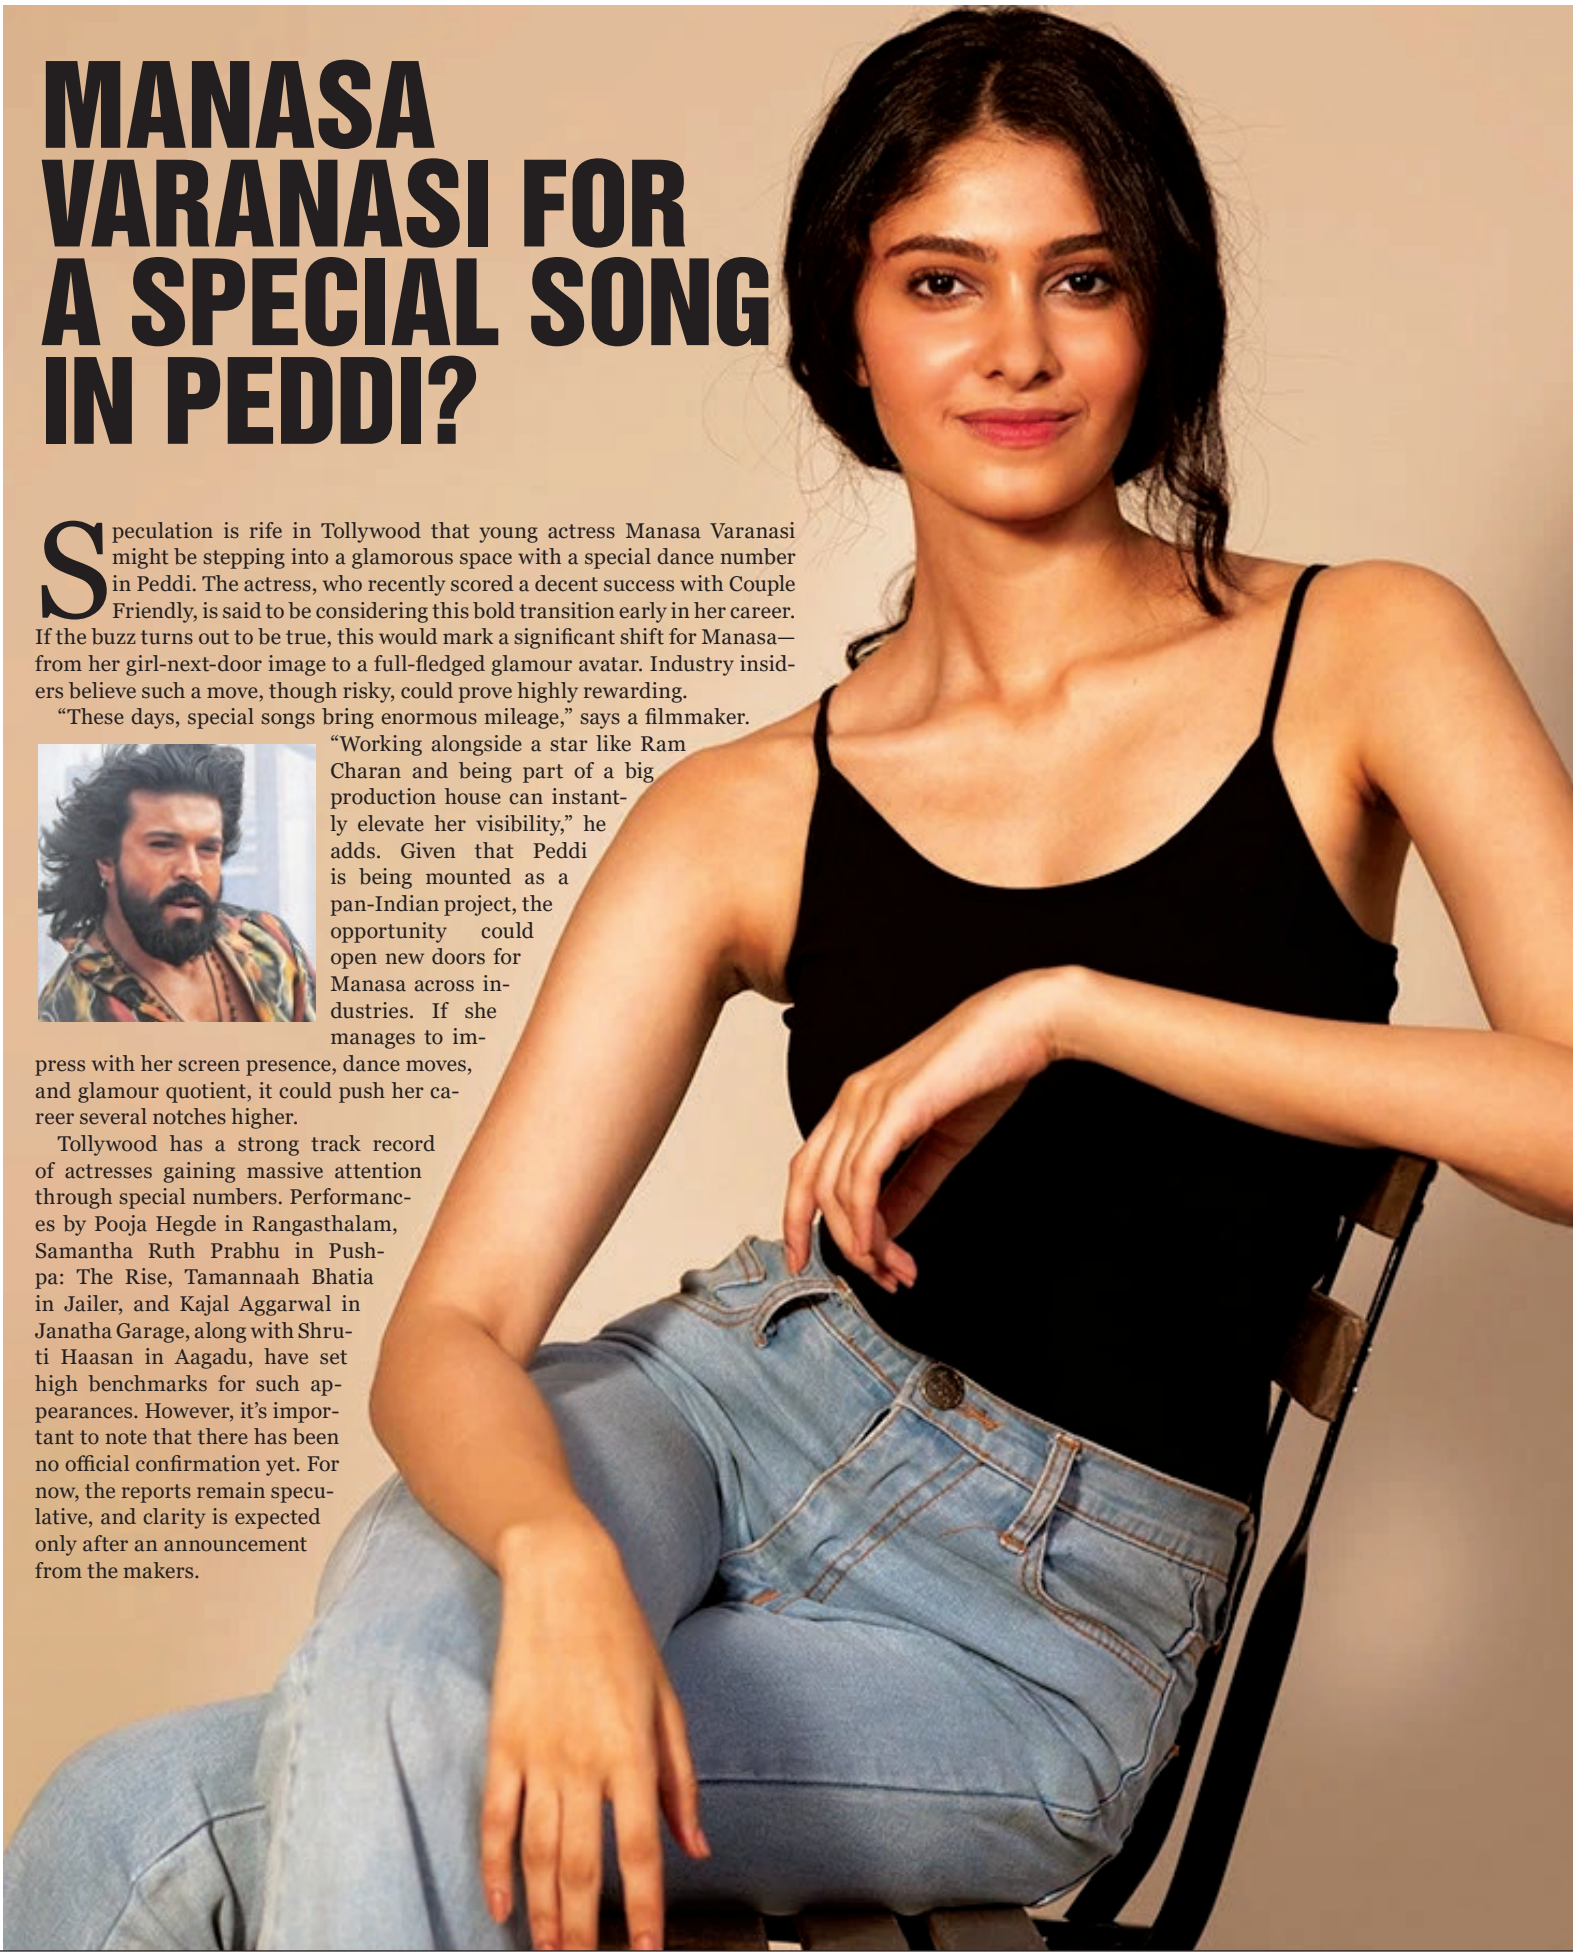 MANASA
VARANASI FOR
A SPECIAL SONG
IN PEDDI?
Speculation is rife in Tollywood that young actress Manasa Varanasi
might be stepping into a glamorous space with a special dance number
in Peddi. The actress, who recently scored a decent success with Couple
Friendly, is said to be considering this bold transition early in her career.
If the buzz turns out to be true, this would mark a significant shift for Manasa—
from her girl-next-door image to a full-fledged glamour avatar. Industry insid-
ers believe such a move, though risky, could prove highly rewarding.
“These days, special songs bring enormous mileage,” says a filmmaker.
“Working alongside a star like Ram
Charan and being part of a big
production house can instant-
ly elevate her visibility,” he
adds. Given that Peddi
is being mounted as a
pan-Indian project, the
opportunity could
open new doors for
Manasa across in-
dustries. If she
manages to im-
press with her screen presence, dance moves,
and glamour quotient, it could push her ca-
reer several notches higher.
Tollywood has a strong track record
of actresses gaining massive attention
through special numbers. Performanc-
es by Pooja Hegde in Rangasthalam,
Samantha Ruth Prabhu in Push-
pa: The Rise, Tamannaah Bhatia
in Jailer, and Kajal Aggarwal in
Janatha Garage, along with Shru-
ti Haasan in Aagadu, have set
high benchmarks for such ap-
pearances. However, it’s impor-
tant to note that there has been
no official confirmation yet. For
now, the reports remain specu-
lative, and clarity is expected
only after an announcement
from the makers.